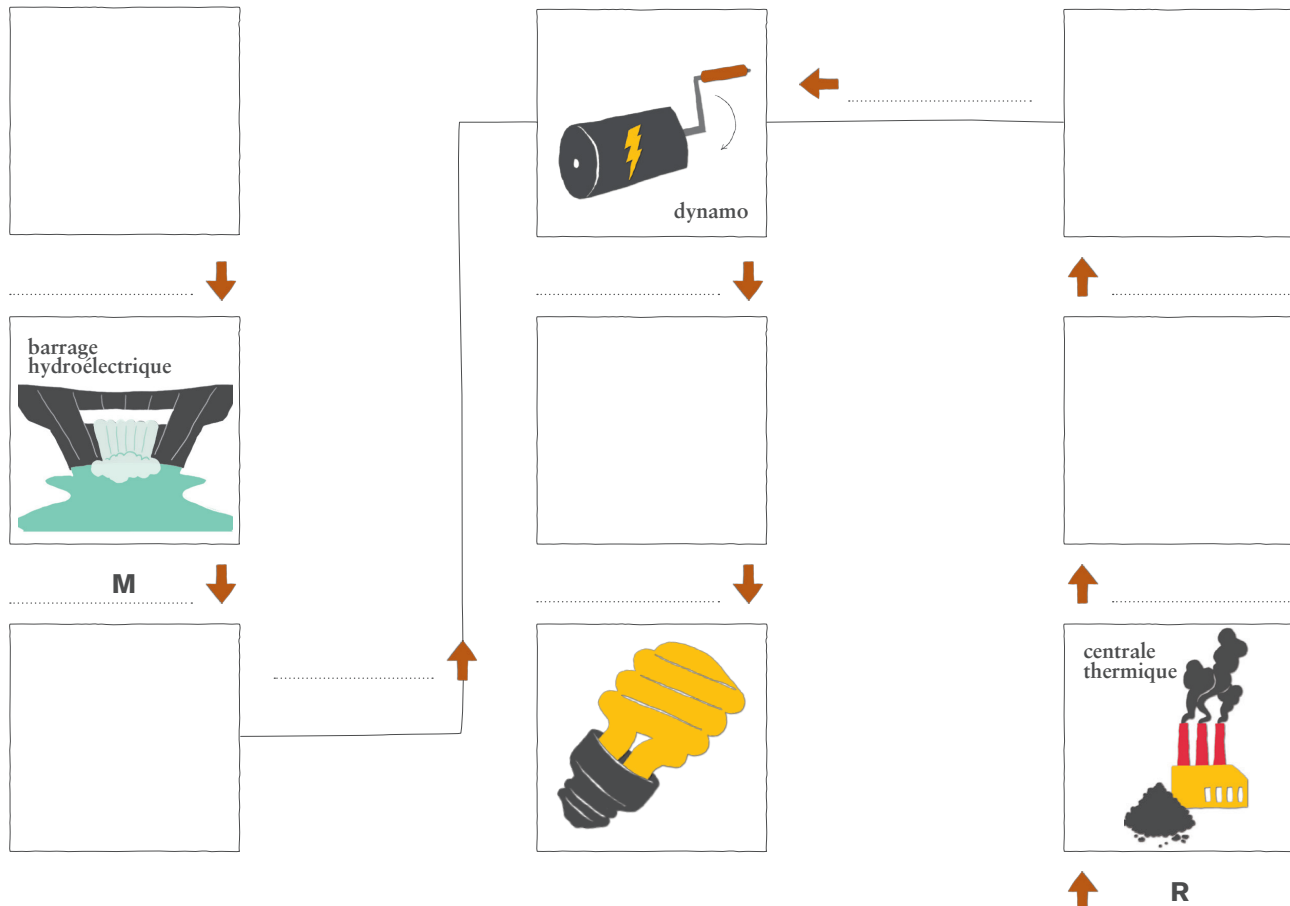 dynamo
barrage
hydroélectrique
M
centrale
thermique
R